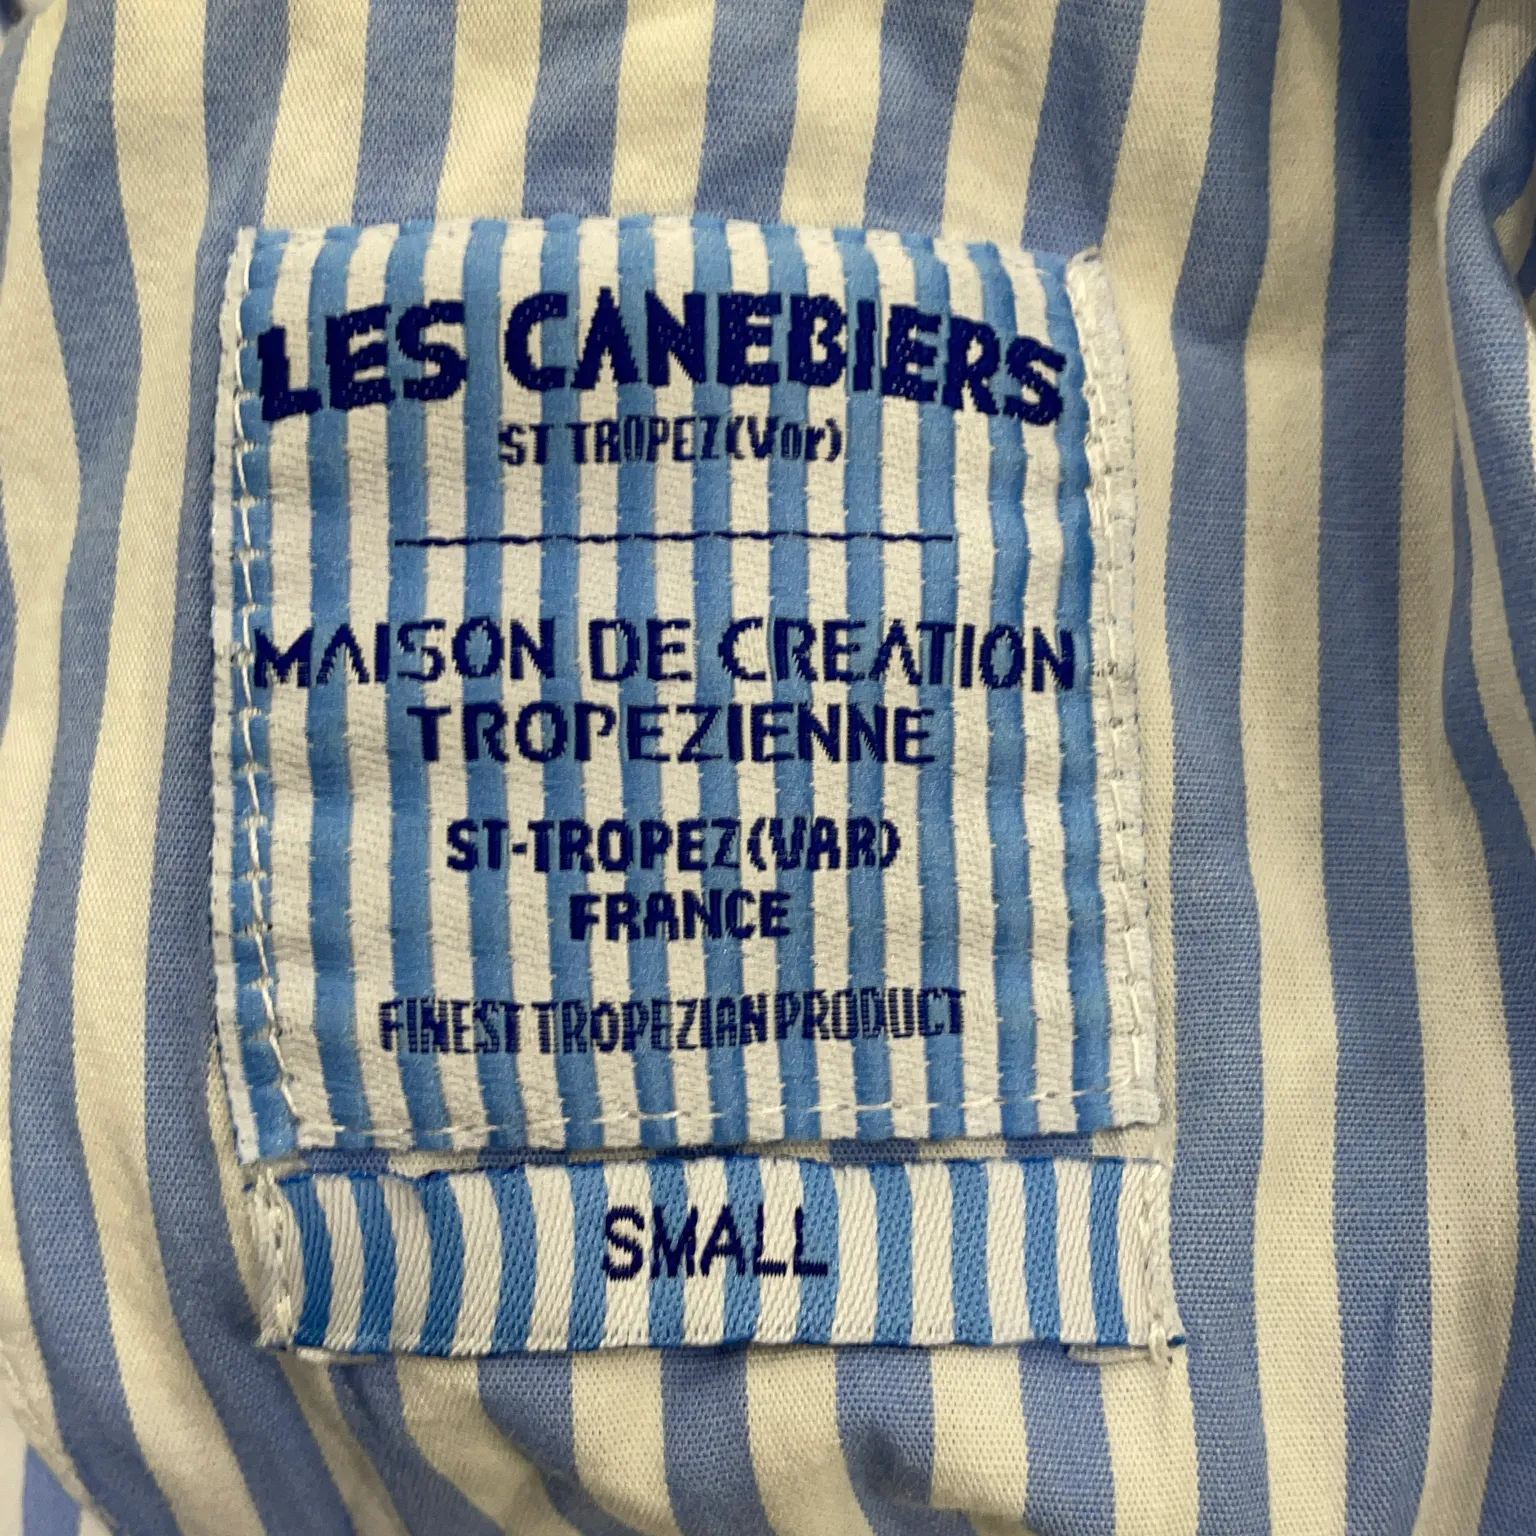 LES CANEBIERS
ST TROPEZ (Var)
MAISON DE CREATION
TROPEZIENNE
ST-TROPEZ (VAR)
FRANCE
FINEST TROPEZIAN PRODUCT
SMALL